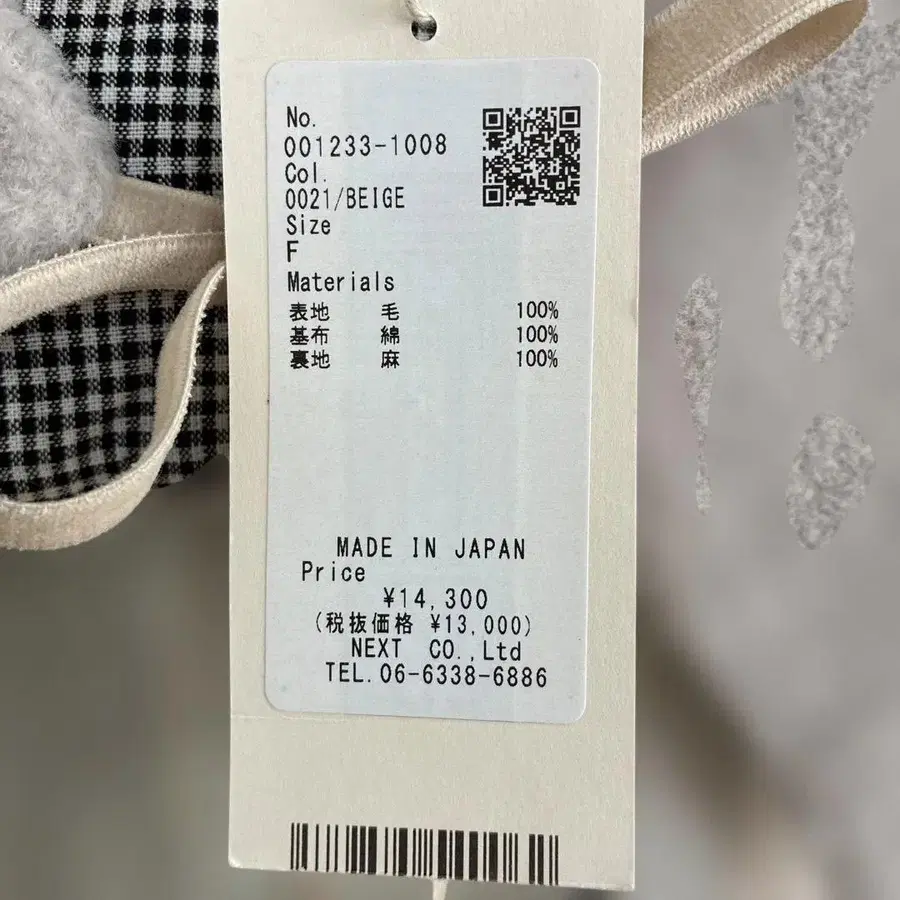 No.
001233-1008
Col.
0021/BEIGE
Size
F
Materials
表地 毛 100%
基布 綿 100%
裏地 麻 100%
MADE IN JAPAN
Price
¥14,300
(税抜価格 ¥13,000)
NEXT CO.,Ltd
TEL.06-6338-6886